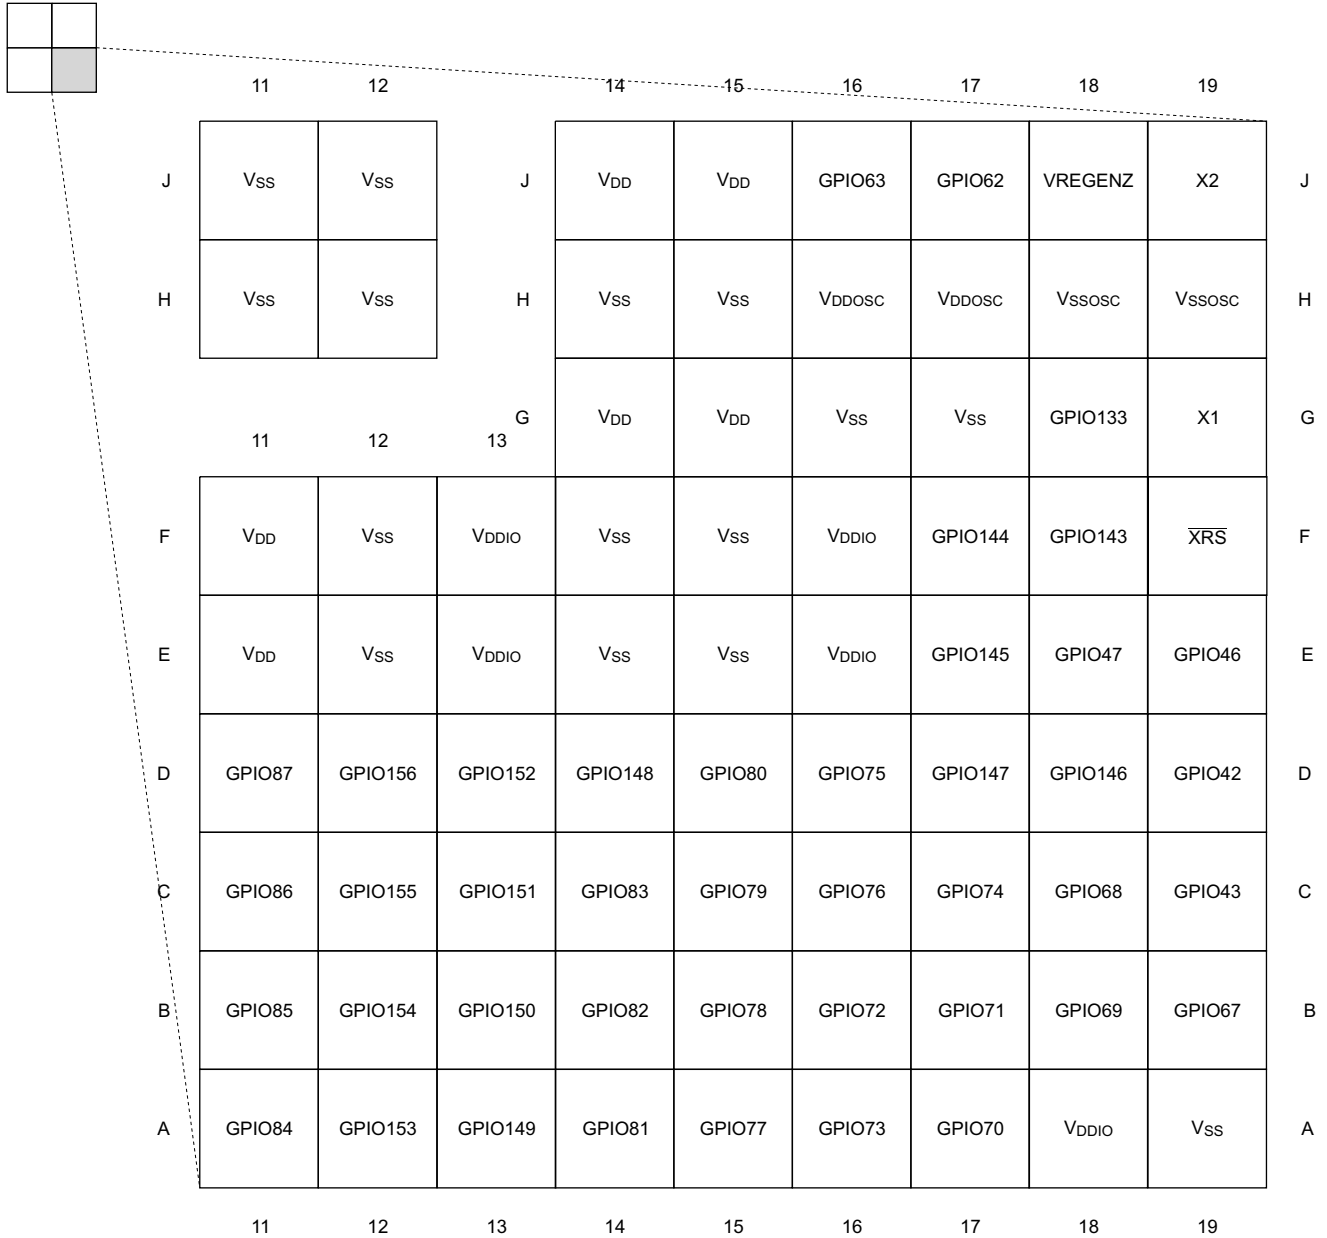 11 12 14 15 16 17 18 19
J VSS VSS J VDD VDD GPIO63 GPIO62 VREGENZ X2 J
H VSS VSS H VSS VSS VDDOSC VDDOSC VSSOSC VSSOSC H
G VDD VDD VSS VSS GPIO133 X1 G
11 12 13
F VDD VSS VDDIO VSS VSS VDDIO GPIO144 GPIO143 XRS F
E VDD VSS VDDIO VSS VSS VDDIO GPIO145 GPIO47 GPIO46 E
D GPIO87 GPIO156 GPIO152 GPIO148 GPIO80 GPIO75 GPIO147 GPIO146 GPIO42 D
C GPIO86 GPIO155 GPIO151 GPIO83 GPIO79 GPIO76 GPIO74 GPIO68 GPIO43 C
B GPIO85 GPIO154 GPIO150 GPIO82 GPIO78 GPIO72 GPIO71 GPIO69 GPIO67 B
A GPIO84 GPIO153 GPIO149 GPIO81 GPIO77 GPIO73 GPIO70 VDDIO VSS A
11 12 13 14 15 16 17 18 19